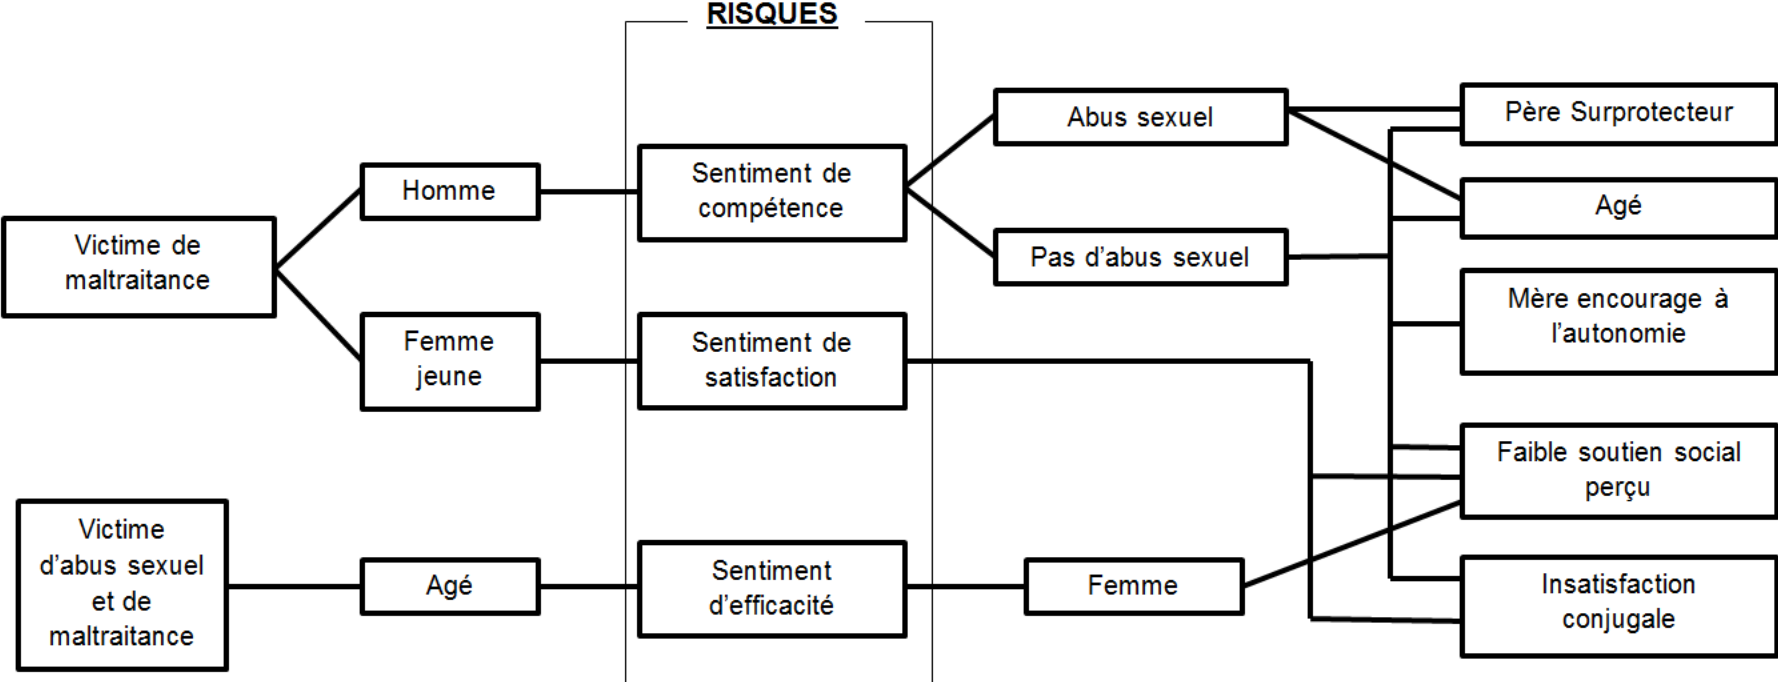 RISQUES
Victime de
maltraitance
Homme
Femme
jeune
Sentiment de
compétence
Sentiment de
satisfaction
Abus sexuel
Pas d'abus sexuel
Père Surprotecteur
Agé
Mère encourage à
l'autonomie
Faible soutien social
perçu
Insatisfaction
conjugale
Victime
d'abus sexuel
et de
maltraitance
Agé
Sentiment
d'efficacité
Femme